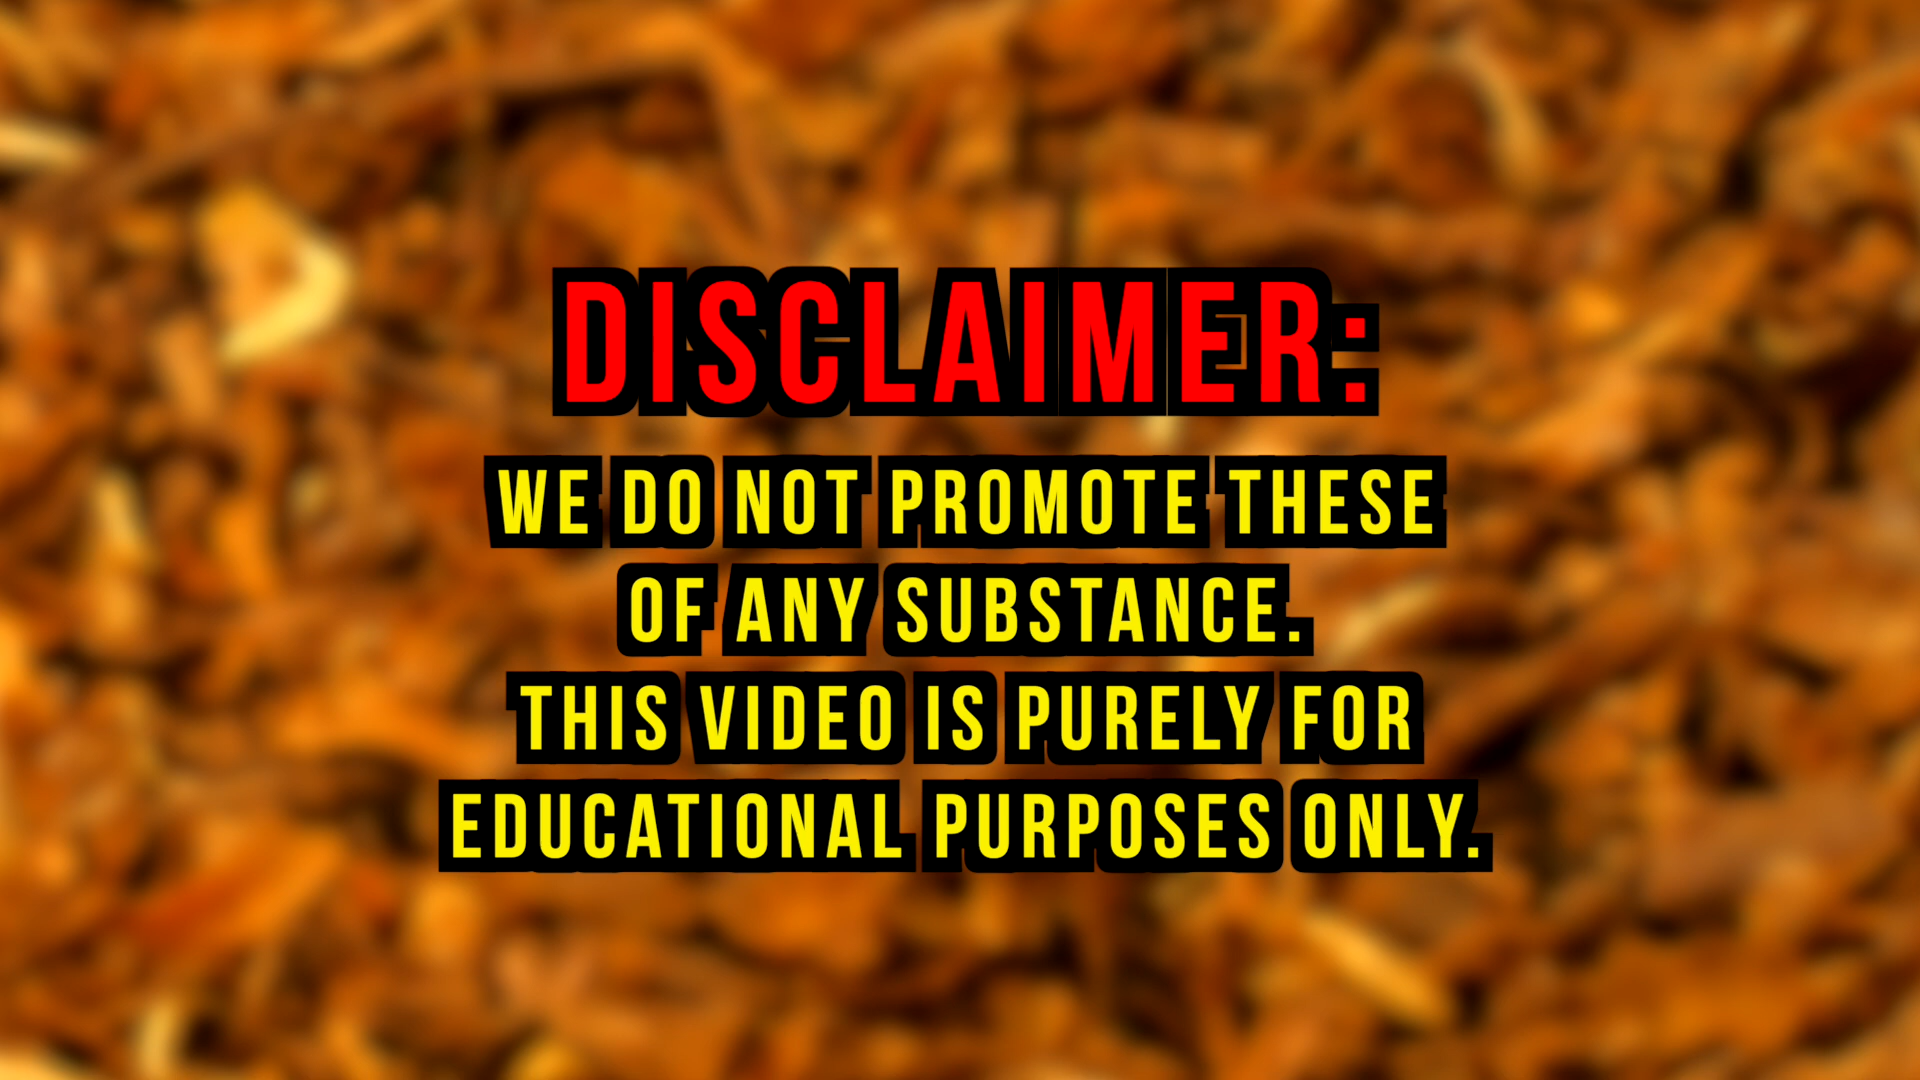 DISCLAIMER:
WE DO NOT PROMOTE THESE
OF ANY SUBSTANCE.
THIS VIDEO IS PURELY FOR
EDUCATIONAL PURPOSES ONLY.